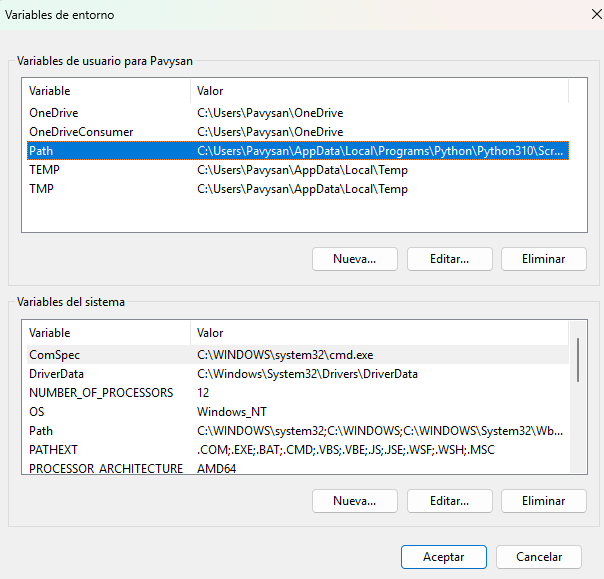 Variables de entorno
Variables de usuario para Pavysan
Variable Valor
OneDrive C:\Users\Pavysan\OneDrive
OneDriveConsumer C:\Users\Pavysan\OneDrive
Path C:\Users\Pavysan\AppData\Local\Programs\Python\Python310\Scr...
TEMP C:\Users\Pavysan\AppData\Local\Temp
TMP C:\Users\Pavysan\AppData\Local\Temp
Nueva... Editar... Eliminar
Variables del sistema
Variable Valor
ComSpec C:\WINDOWS\system32\cmd.exe
DriverData C:\Windows\System32\Drivers\DriverData
NUMBER_OF_PROCESSORS 12
OS Windows_NT
Path C:\WINDOWS\system32;C:\WINDOWS;C:\WINDOWS\System32\Wb...
PATHEXT .COM;.EXE;.BAT;.CMD;.VBS;.VBE;.JS;.JSE;.WSF;.WSH;.MSC
PROCESSOR_ARCHITECTURE AMD64
Nueva... Editar... Eliminar
Aceptar Cancelar